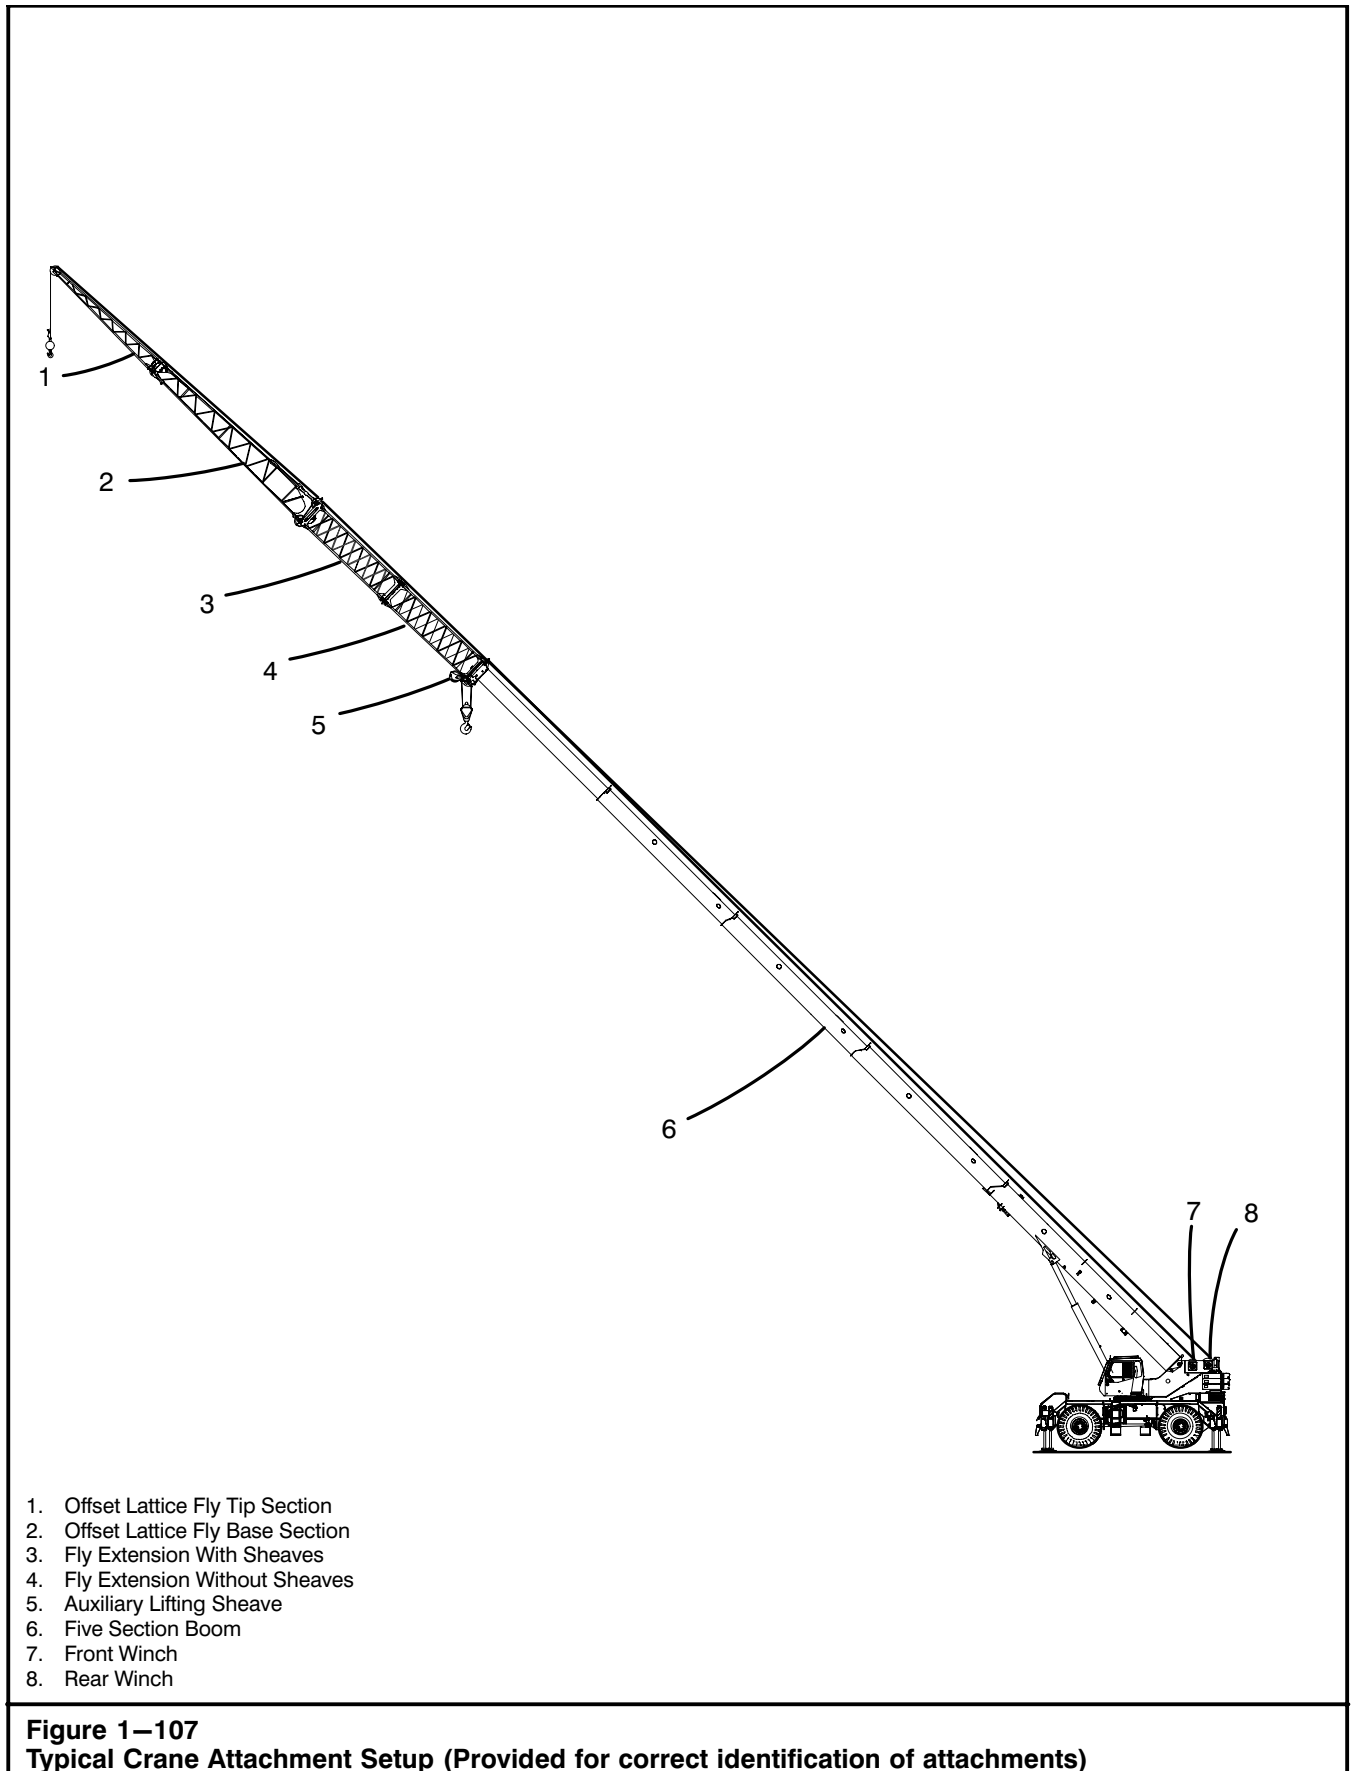 1
2
3
4
5
6
7
8
1. Offset Lattice Fly Tip Section
2. Offset Lattice Fly Base Section
3. Fly Extension With Sheaves
4. Fly Extension Without Sheaves
5. Auxiliary Lifting Sheave
6. Five Section Boom
7. Front Winch
8. Rear Winch
Figure 1—107
Typical Crane Attachment Setup (Provided for correct identification of attachments)